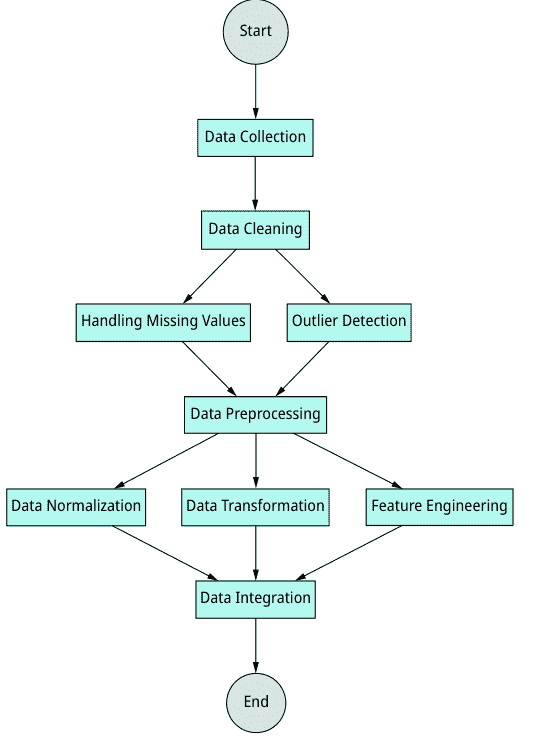 Start
Data Collection
Data Cleaning
Handling Missing Values
Outlier Detection
Data Preprocessing
Data Normalization
Data Transformation
Feature Engineering
Data Integration
End